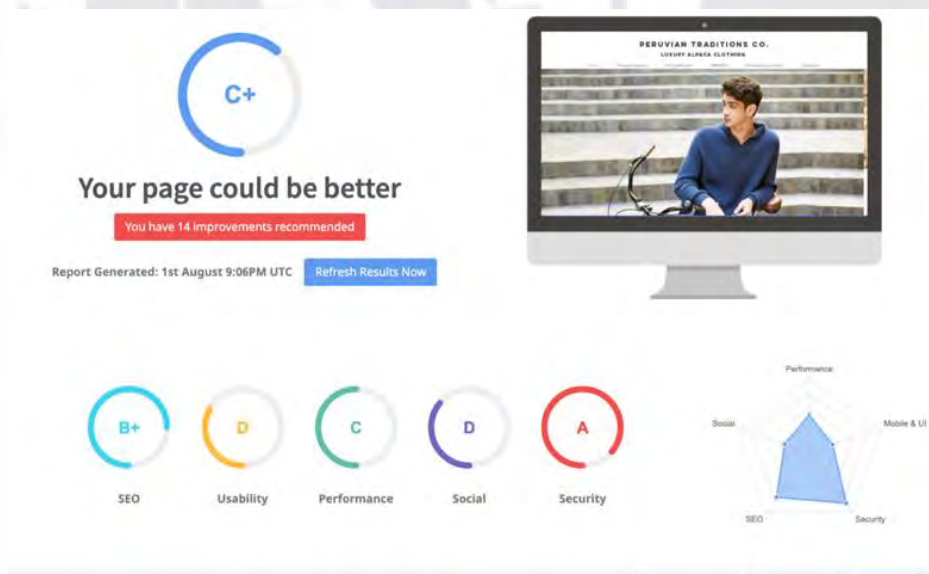 C+
Your page could be better
You have 14 improvements recommended
Report Generated: 1st August 9:06PM UTC
Refresh Results Now
PERUVIAN TRADITIONS CO.
LUXURY ALPACA CLOTHING
B+
D
C
D
A
SEO
Usability
Performance
Social
Security
Performance
Social
Mobile & UI
SEO
Security